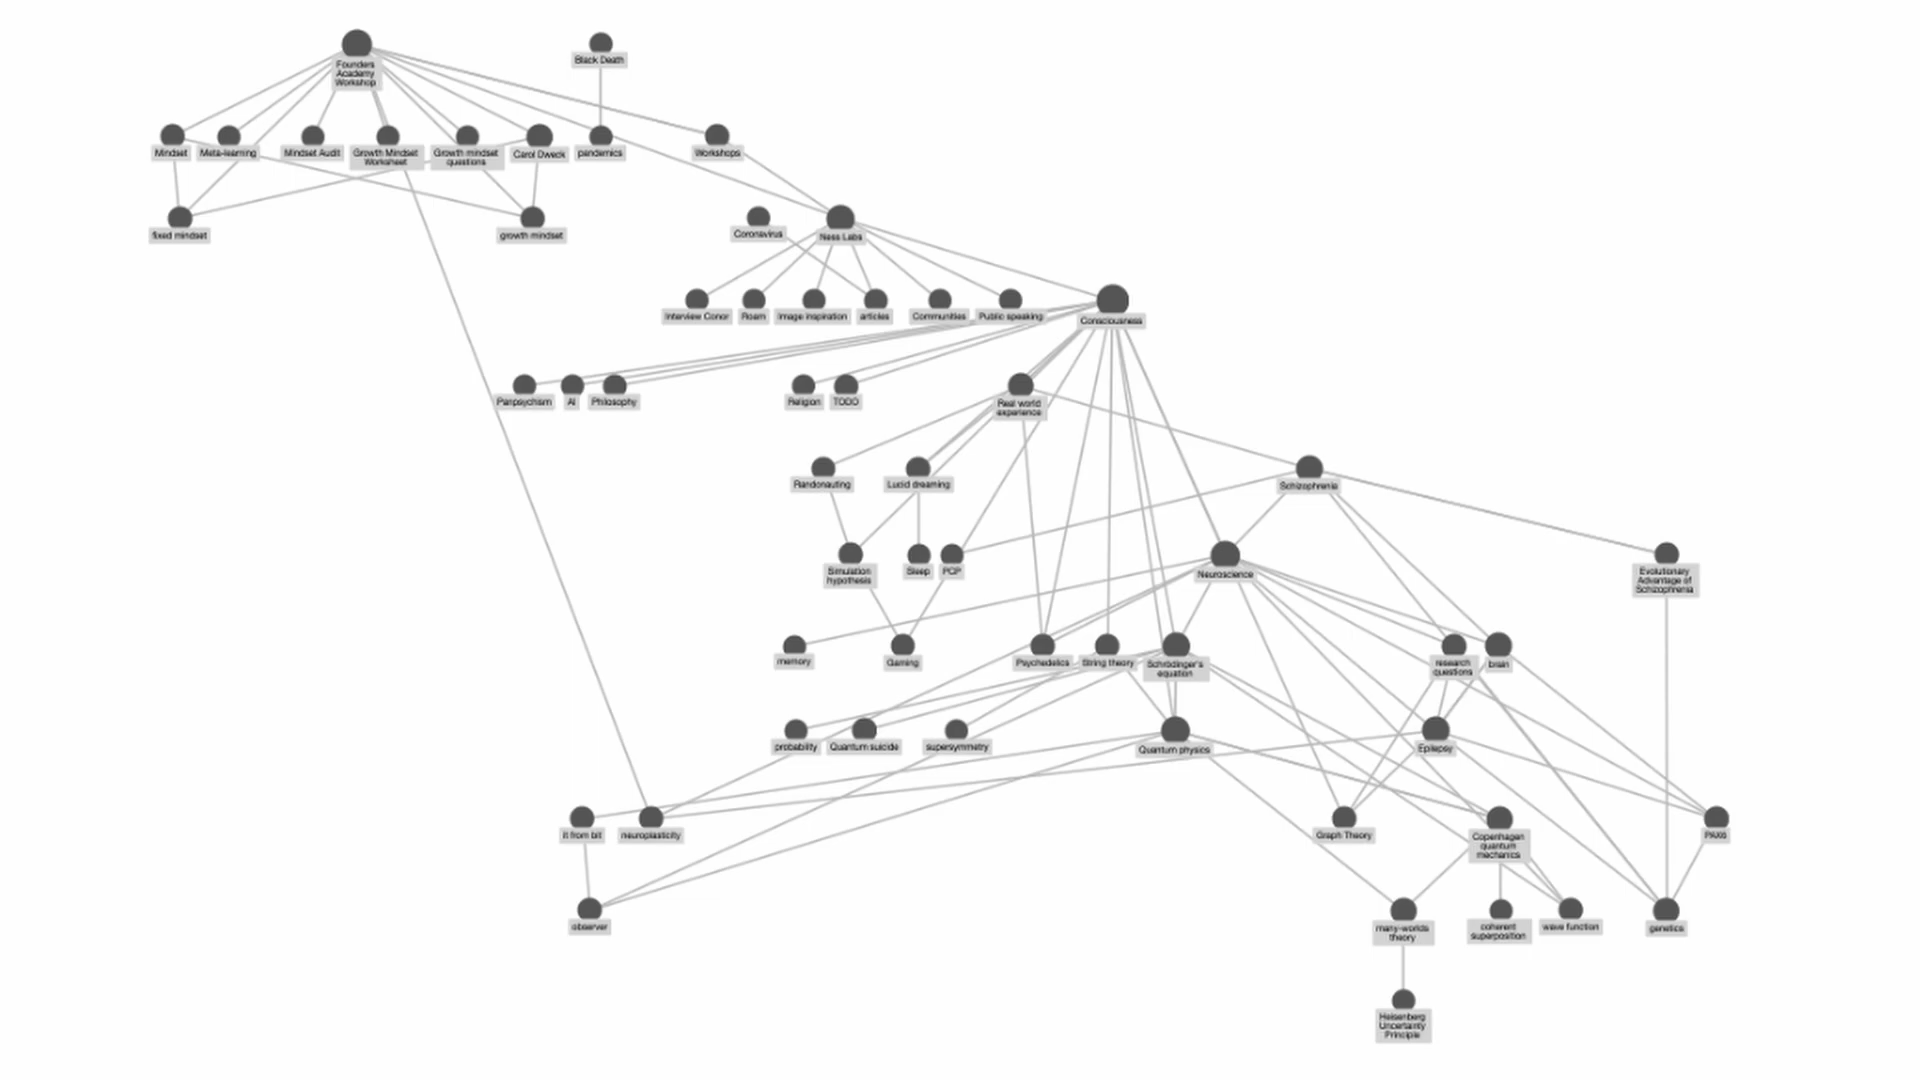 Founders
Academy
Workshop
Black Death
Mindset
Meta-learning
Mindset Audit
Growth Mindset
Worksheet
Growth mindset
questions
Carol Dweck
pandemics
Workshops
fixed mindset
growth mindset
Coronavirus
Ness Labs
Interview Conor
Roam
Image inspiration
articles
Communities
Public speaking
Consciousness
Panpsychism
AI
Philosophy
Religion
TODO
Real world
experience
Randonauting
Lucid dreaming
Schizophrenia
Simulation
hypothesis
Sleep
PCP
Neuroscience
Evolutionary
Advantage of
Schizophrenia
memory
Gaming
Psychedelics
String theory
Schrödinger's
equation
research
questions
brain
probability
Quantum suicide
supersymmetry
Quantum physics
Epilepsy
it from bit
neuroplasticity
Graph Theory
Copenhagen
quantum
mechanics
PAX6
observer
many-worlds
theory
coherent
superposition
wave function
genetics
Heisenberg
Uncertainty
Principle